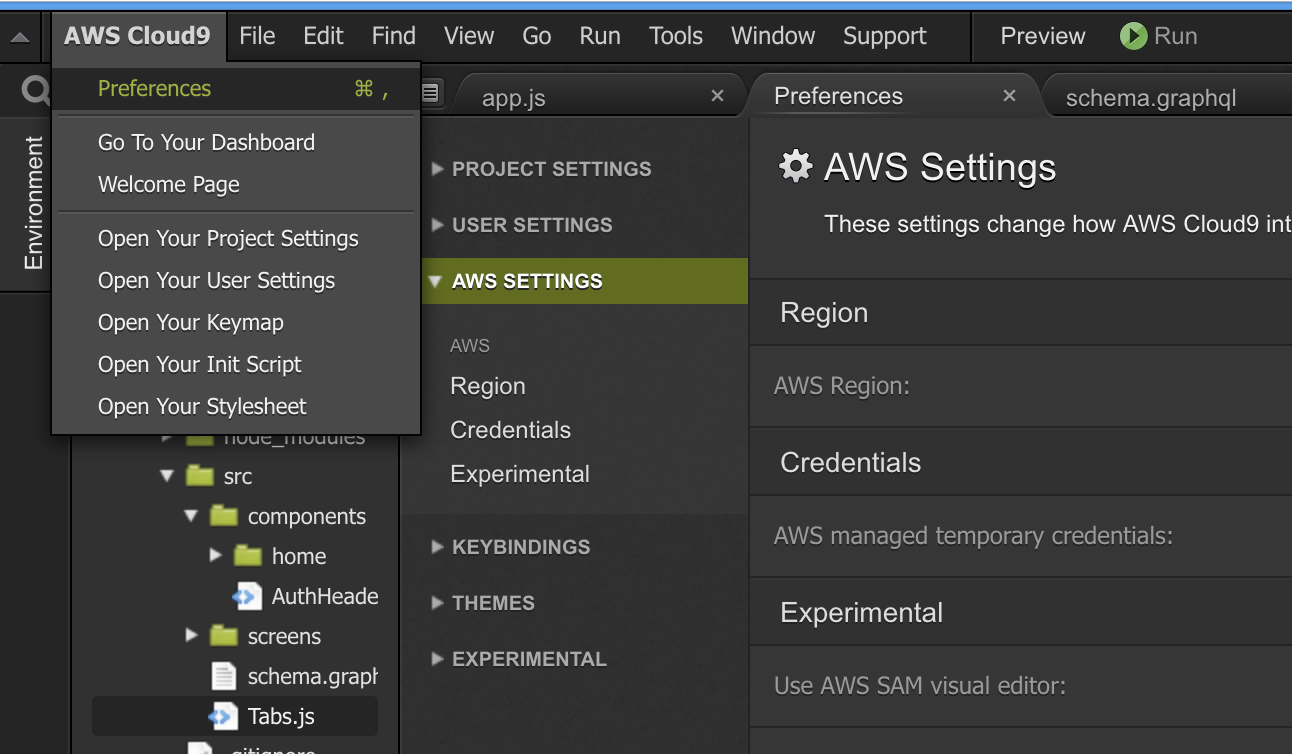 AWS Cloud9 File Edit Find View Go Run Tools Window Support Preview Run
Preferences ⌘ ,
Go To Your Dashboard
Welcome Page
Open Your Project Settings
Open Your User Settings
Open Your Keymap
Open Your Init Script
Open Your Stylesheet
Environment
node_modules
src
components
home
AuthHeade
screens
schema.graph
Tabs.js
.gitignore
app.js ×
Preferences ×
schema.graphql
PROJECT SETTINGS
USER SETTINGS
AWS SETTINGS
AWS
Region
Credentials
Experimental
KEYBINDINGS
THEMES
EXPERIMENTAL
AWS Settings
These settings change how AWS Cloud9 int
Region
AWS Region:
Credentials
AWS managed temporary credentials:
Experimental
Use AWS SAM visual editor: